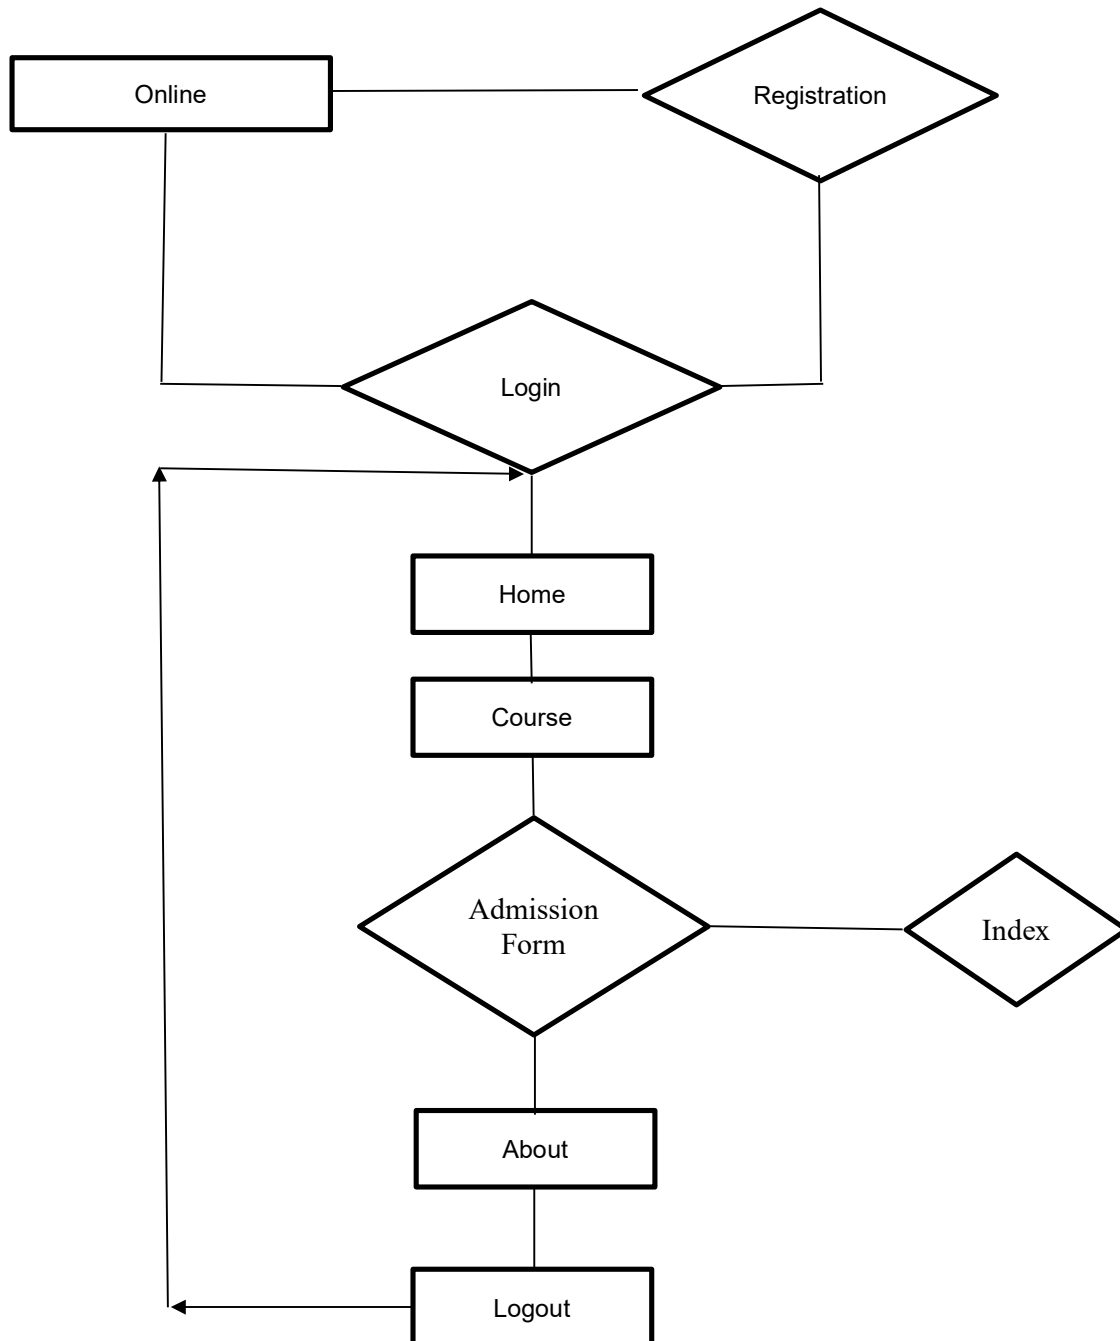 Online
Registration
Login
Home
Course
Admission
Form
Index
About
Logout